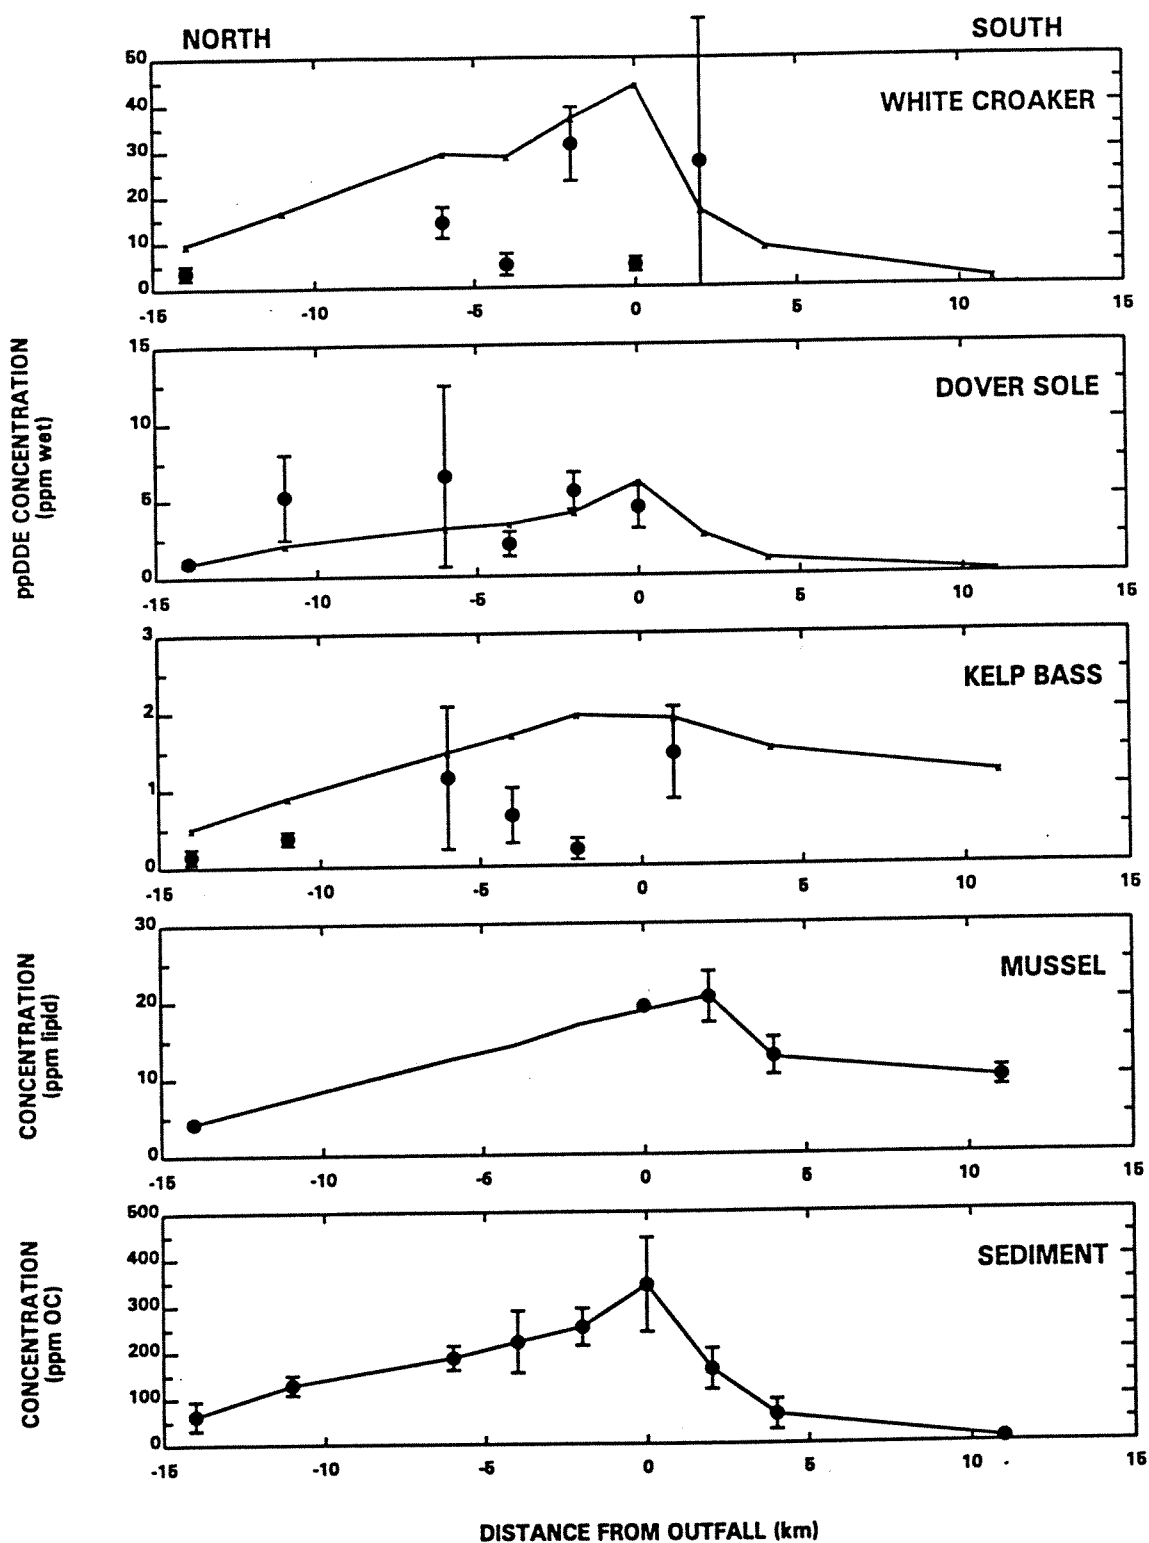 NORTH
SOUTH
WHITE CROAKER
50
40
30
20
10
0
-15 -10 -5 0 5 10 15
DOVER SOLE
15
10
5
0
-15 -10 -5 0 5 10 15
ppDDE CONCENTRATION
(ppm wet)
KELP BASS
3
2
1
0
-15 -10 -5 0 5 10 15
MUSSEL
30
20
10
0
-15 -10 -5 0 5 10 15
CONCENTRATION
(ppm lipid)
SEDIMENT
500
400
300
200
100
0
-15 -10 -5 0 5 10 15
CONCENTRATION
(ppm OC)
DISTANCE FROM OUTFALL (km)